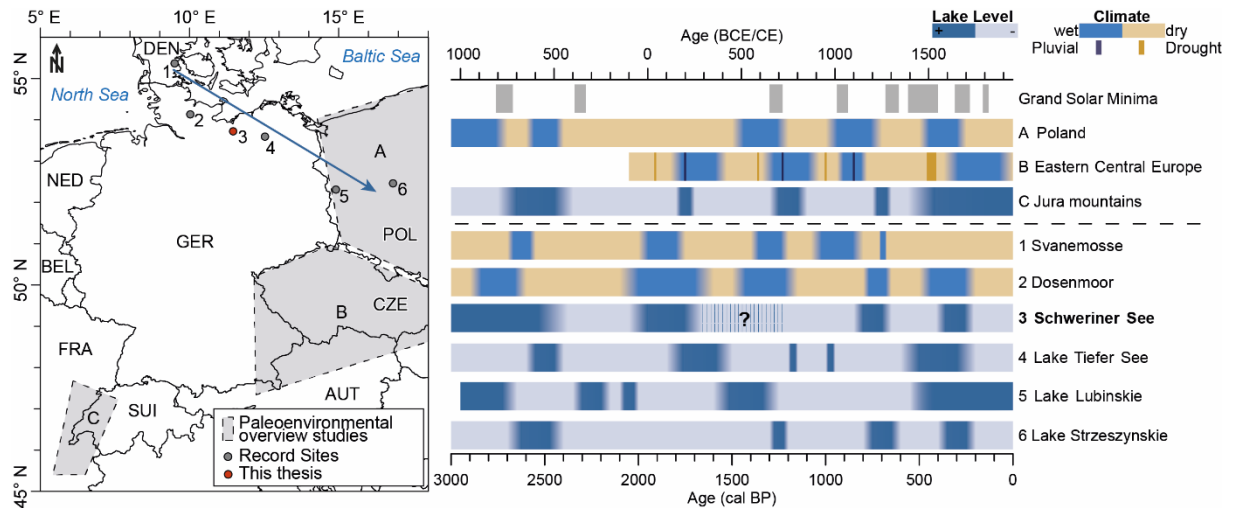 5° E
10° E
15° E
55° N
50° N
45° N
N
DEN
Baltic Sea
North Sea
1
2
3
4
5
6
A
NED
GER
POL
BEL
CZE
B
FRA
AUT
SUI
C
Paleoenvironmental
overview studies
Record Sites
This thesis
Lake Level
+
-
Climate
wet
dry
Pluvial
Drought
Age (BCE/CE)
1000
500
0
500
1000
1500
Grand Solar Minima
A Poland
B Eastern Central Europe
C Jura mountains
1 Svanemosse
2 Dosenmoor
?
3 Schweriner See
4 Lake Tiefer See
5 Lake Lubinskie
6 Lake Strzeszynskie
3000
2500
2000
1500
1000
500
0
Age (cal BP)